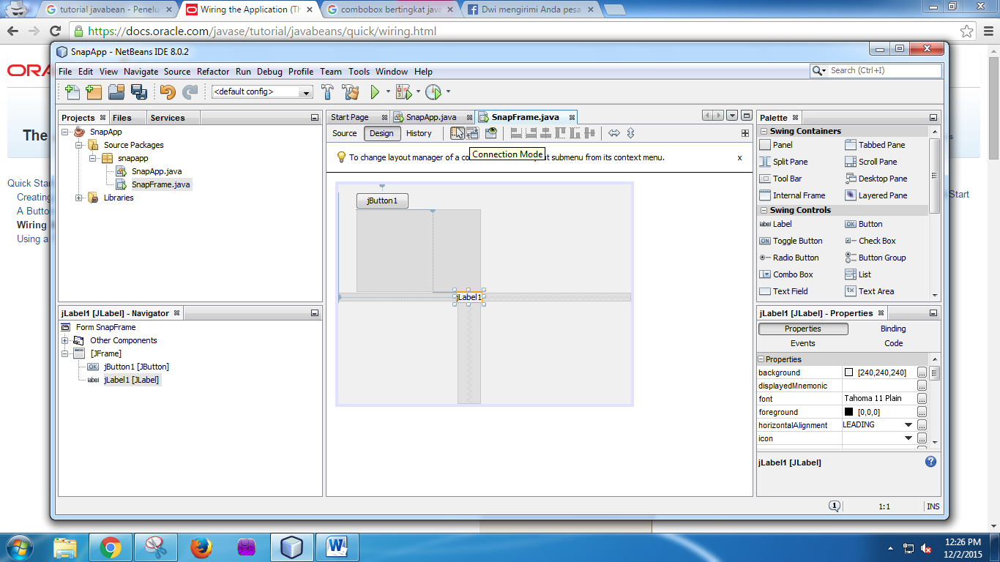 tutorial javabean - Penelu
Wiring the Application (Th
combobox bertingkat java
Dwi mengirimi Anda pesa
https://docs.oracle.com/javase/tutorial/javabeans/quick/wiring.html
ORA
The
Quick Star
Creating
A Butto
Wiring
Using a
Start
SnapApp - NetBeans IDE 8.0.2
File Edit View Navigate Source Refactor Run Debug Profile Team Tools Window Help
Search (Ctrl+I)
<default config>
Projects Files Services
SnapApp
Source Packages
snapapp
SnapApp.java
SnapFrame.java
Libraries
jLabel1 [JLabel] - Navigator
Form SnapFrame
Other Components
[JFrame]
OK jButton1 [JButton]
label jLabel1 [JLabel]
Start Page SnapApp.java SnapFrame.java
Source Design History
Connection Mode
To change layout manager of a co submenu from its context menu. x
jButton1
jLabel1
Palette
Swing Containers
Panel Tabbed Pane
Split Pane Scroll Pane
Tool Bar Desktop Pane
Internal Frame Layered Pane
Swing Controls
label Label OK Button
ON Toggle Button Check Box
Radio Button Button Group
Combo Box List
Text Field Text Area
jLabel1 [JLabel] - Properties
Properties Binding
Events Code
Properties
background [240,240,240] ...
displayedMnemonic ...
font Tahoma 11 Plain ...
foreground [0,0,0] ...
horizontalAlignment LEADING ...
icon ...
jLabel1 [JLabel]
1 1:1 INS
12:26 PM
12/2/2015